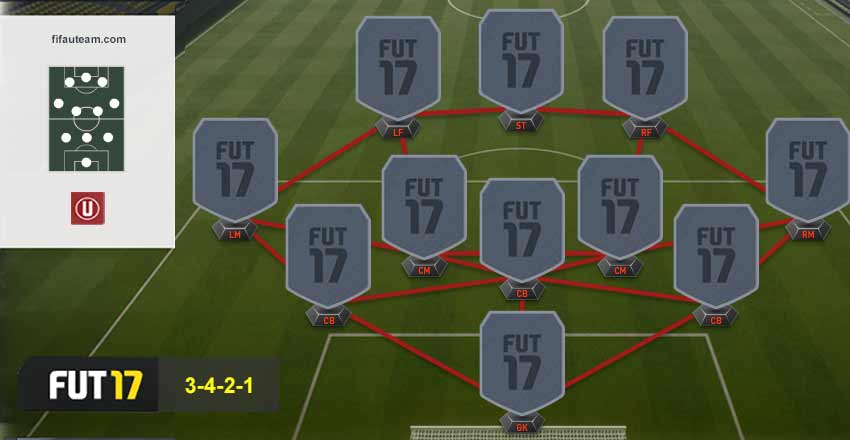 fifauteam.com
U
FUT
17
FUT
17
FUT
17
LF
ST
RF
FUT
17
FUT
17
FUT
17
FUT
17
FUT
17
FUT
17
FUT
17
LM
CM
CB
CM
RM
CB
CB
FUT
17
GK
FUT 17
3-4-2-1